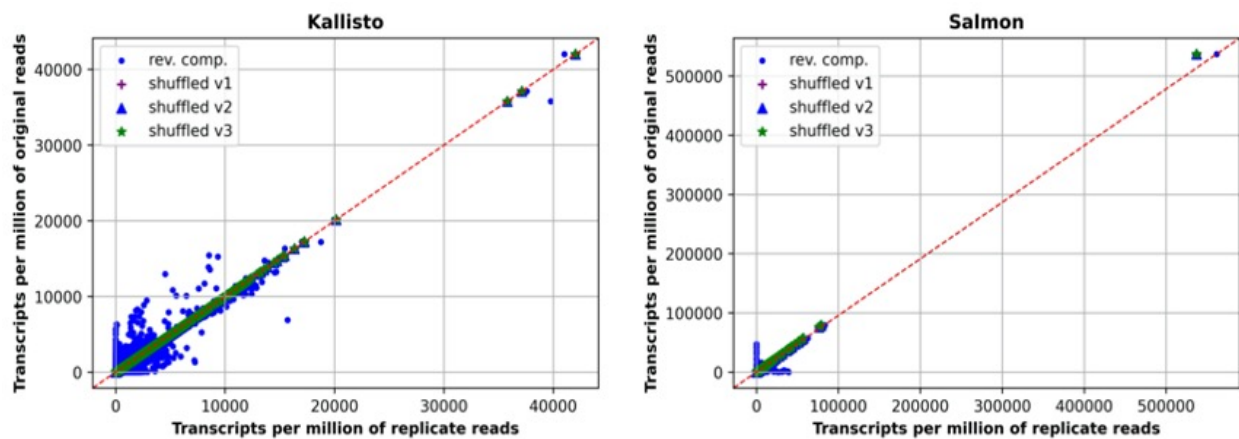 Kallisto
Transcripts per million of original reads
40000
30000
20000
10000
0
rev. comp.
shuffled v1
shuffled v2
shuffled v3
0 10000 20000 30000 40000
Transcripts per million of replicate reads
Salmon
Transcripts per million of original reads
500000
400000
300000
200000
100000
0
rev. comp.
shuffled v1
shuffled v2
shuffled v3
0 100000 200000 300000 400000 500000
Transcripts per million of replicate reads